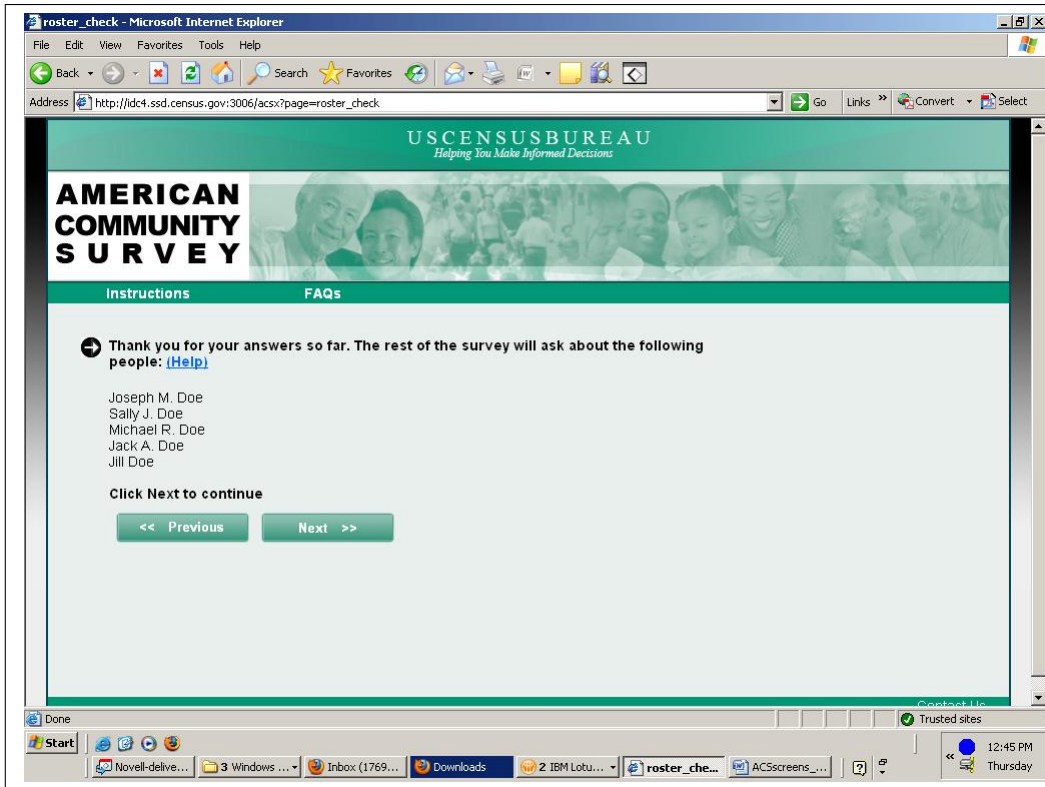 roster_check - Microsoft Internet Explorer
File Edit View Favorites Tools Help
Back Search Favorites
Address http://idc4.ssd.census.gov:3006/acsx?page=roster_check Go Links » Convert Select
USCENSUSBUREAU
Helping You Make Informed Decisions
AMERICAN
COMMUNITY
SURVEY
Instructions FAQs
Thank you for your answers so far. The rest of the survey will ask about the following
people: (Help)
Joseph M. Doe
Sally J. Doe
Michael R. Doe
Jack A. Doe
Jill Doe
Click Next to continue
<< Previous Next >>
Contact Us
Done Trusted sites
Start 12:45 PM
Novell-delive... 3 Windows ... Inbox (1769... Downloads 2 IBM Lotu... roster_che... ACSscreens_... Thursday